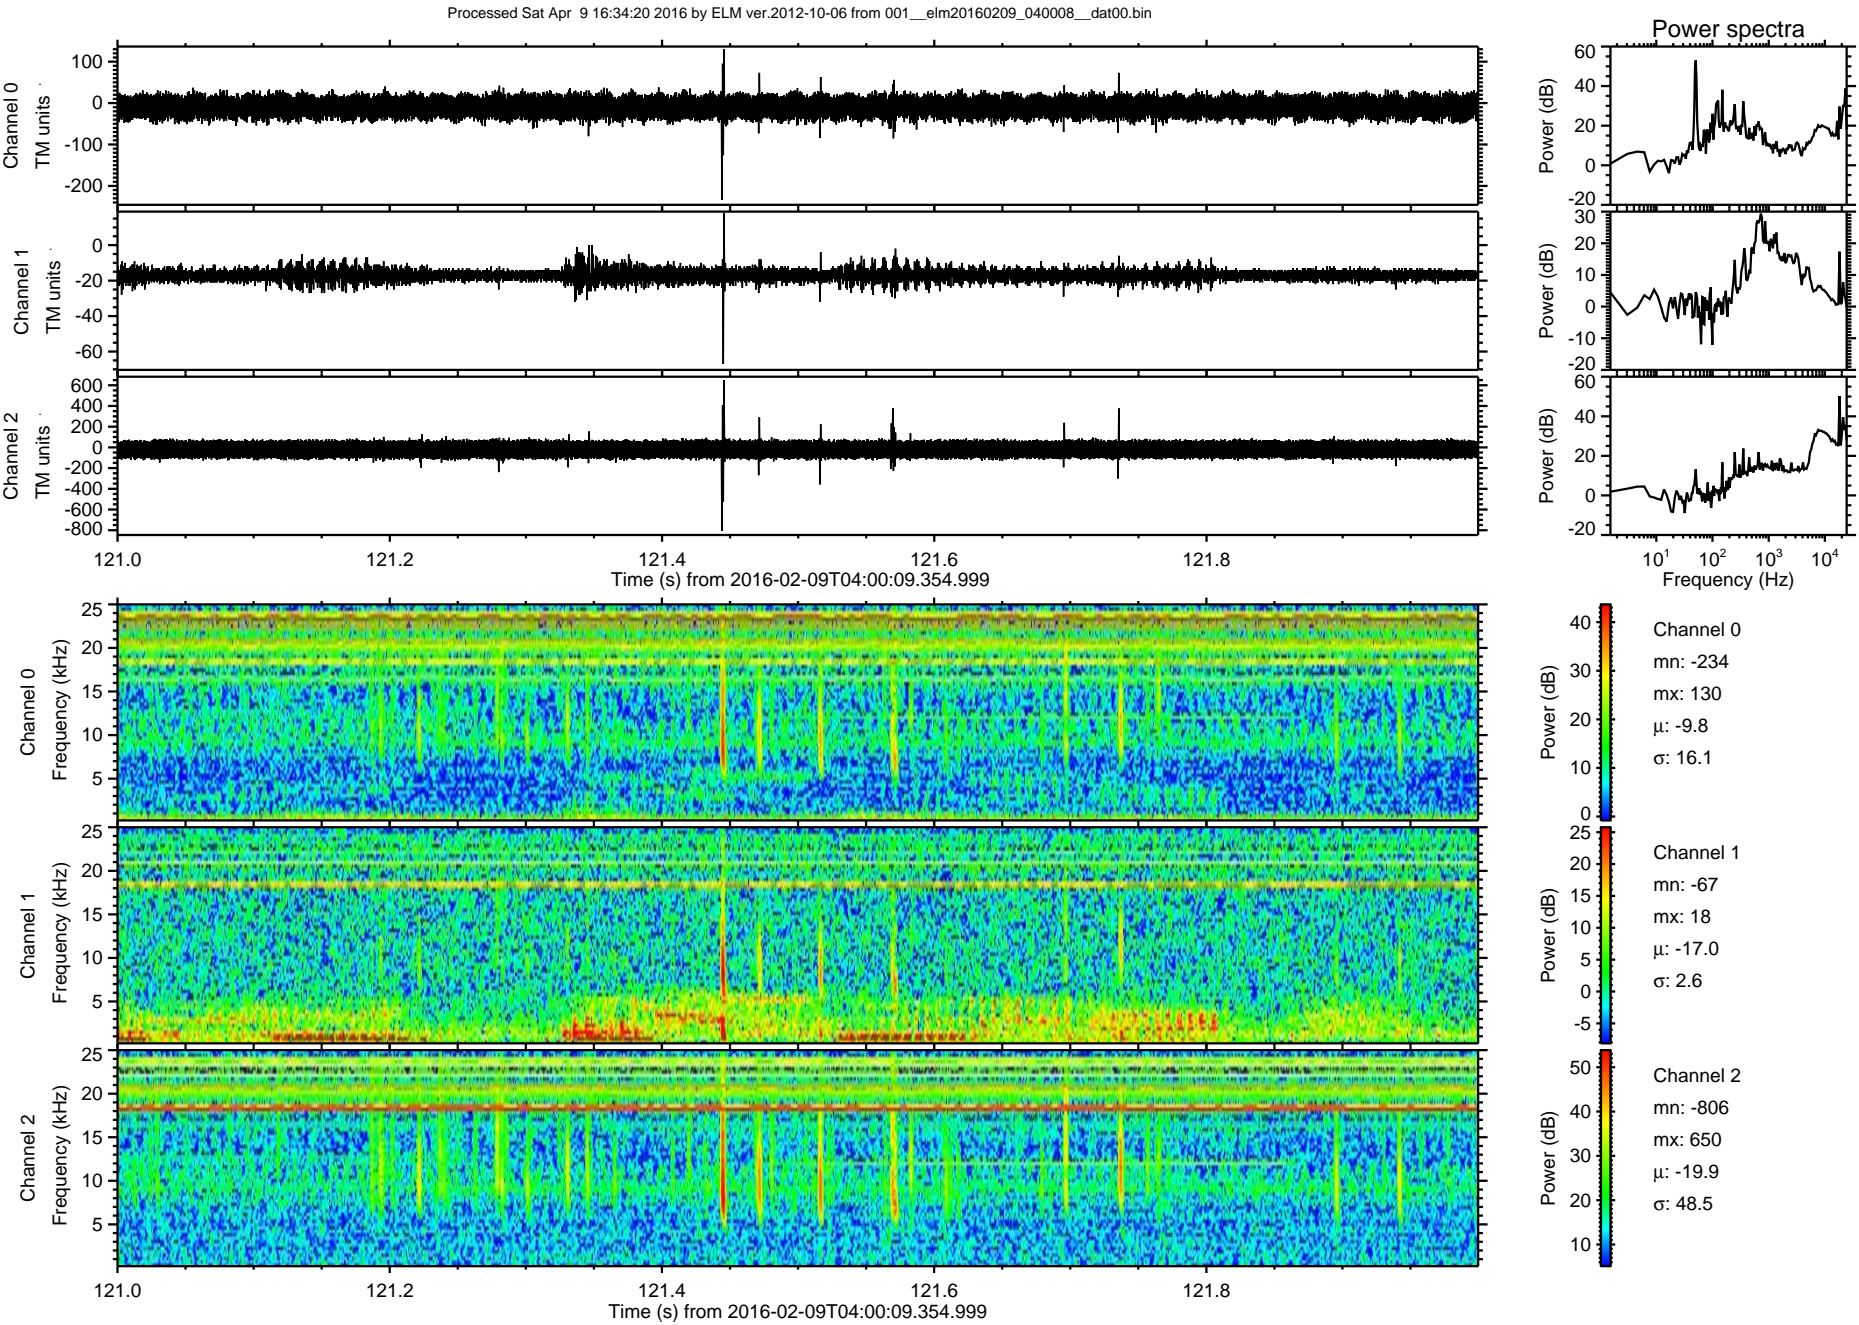 Processed Sat Apr 9 16:34:20 2016 by ELM ver.2012-10-06 from 001__elm20160209_040008__dat00.bin
Power spectra
Channel 0
TM units
100
0
-100
-200
Power (dB)
60
40
20
0
-20
Channel 1
TM units
0
-20
-40
-60
Power (dB)
30
20
10
0
-10
-20
Channel 2
TM units
600
400
200
0
-200
-400
-600
-800
Power (dB)
60
40
20
0
-20
121.0 121.2 121.4 121.6 121.8
Time (s) from 2016-02-09T04:00:09.354.999
10¹ 10² 10³ 10⁴
Frequency (Hz)
Channel 0
Frequency (kHz)
25
20
15
10
5
Power (dB)
40
30
20
10
0
Channel 0
mn: -234
mx: 130
μ: -9.8
σ: 16.1
Channel 1
Frequency (kHz)
25
20
15
10
5
Power (dB)
25
20
15
10
5
0
-5
Channel 1
mn: -67
mx: 18
μ: -17.0
σ: 2.6
Channel 2
Frequency (kHz)
25
20
15
10
5
Power (dB)
50
40
30
20
10
Channel 2
mn: -806
mx: 650
μ: -19.9
σ: 48.5
121.0 121.2 121.4 121.6 121.8
Time (s) from 2016-02-09T04:00:09.354.999